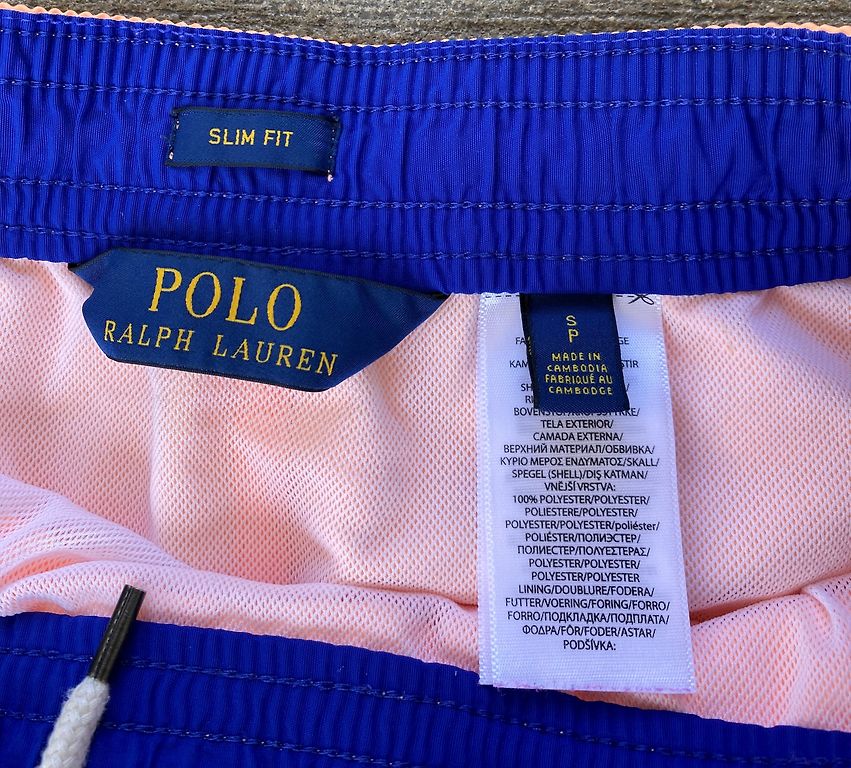 SLIM FIT
POLO
RALPH LAUREN
S
P
MADE IN
CAMBODIA
FABRIQUÉ AU
CAMBODGE
TELA EXTERIOR/
CAMADA EXTERNA/
ВЕРХНИЙ МАТЕРИАЛ/ОБВИВКА/
ΚΥΡΙΟ ΜΕΡΟΣ ΕΝΔΥΜΑΤΟΣ/SKALL/
SPEGEL (SHELL)/DIŞ KATMAN/
VNĚJŠÍ VRSTVA:
100% POLYESTER/POLYESTER/
POLIESTERE/POLYESTER/
POLYESTER/POLYESTER/poliéster/
POLIÉSTER/ПОЛИЭСТЕР/
ПОЛИЕСТЕР/ΠΟΛΥΕΣΤΕΡΑΣ/
POLYESTER/POLYESTER/
POLYESTER/POLYESTER
LINING/DOUBLURE/FODERA/
FUTTER/VOERING/FORING/FORRO/
FORRO/ПОДКЛАДКА/ПОДПЛАТА/
ΦΟΔΡΑ/FÔR/FODER/ASTAR/
PODŠÍVKA: